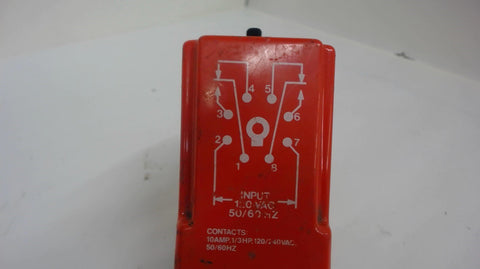 4 5
3 6
2 7
1 8
INPUT
120 VAC
50/60 HZ
CONTACTS:
10AMP,1/3HP,120/240VAC,
50/60HZ